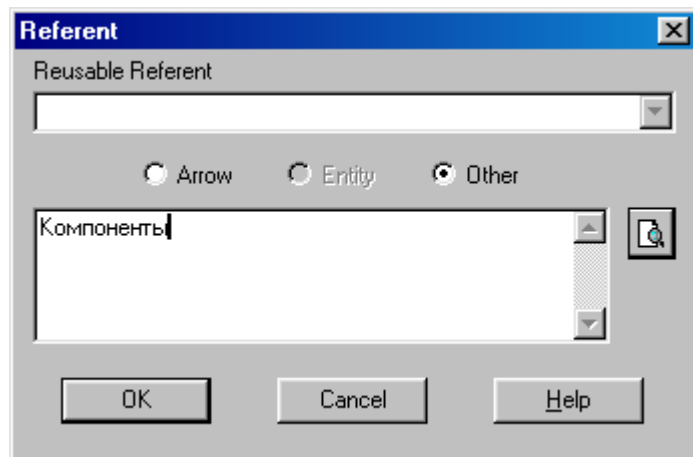 Referent
Reusable Referent
Arrow Entity Other
Компоненты
OK Cancel Help